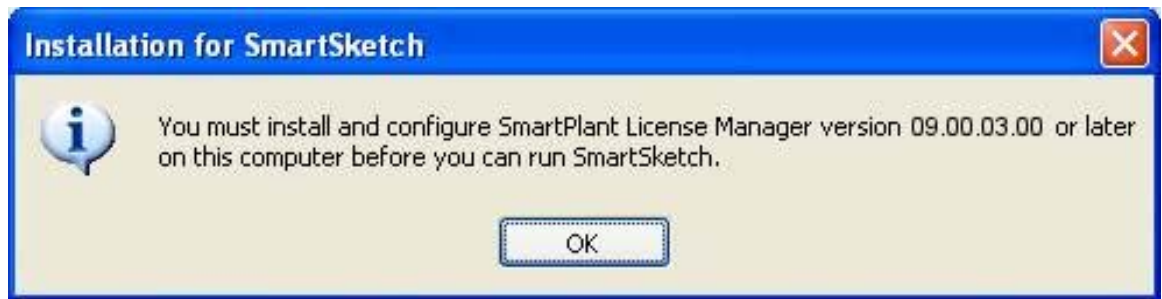 Installation for SmartSketch
You must install and configure SmartPlant License Manager version 09.00.03.00 or later
on this computer before you can run SmartSketch.
OK